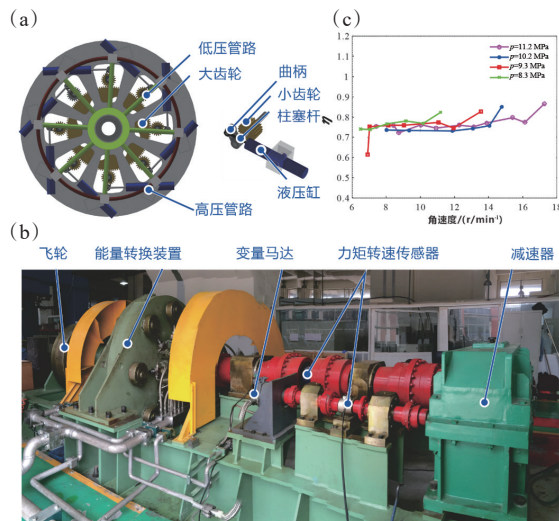 (a)
低压管路
大齿轮
高压管路
曲柄
小齿轮
柱塞杆
液压缸
(c)
η
1.2
1.1
1
0.9
0.8
0.7
0.6
0.5
0.4
6
8
10
12
14
16
18
角速度/(r/min⁻¹)
p=11.2 MPa
p=10.2 MPa
p=9.3 MPa
p=8.3 MPa
(b)
飞轮
能量转换装置
变量马达
力矩转速传感器
减速器